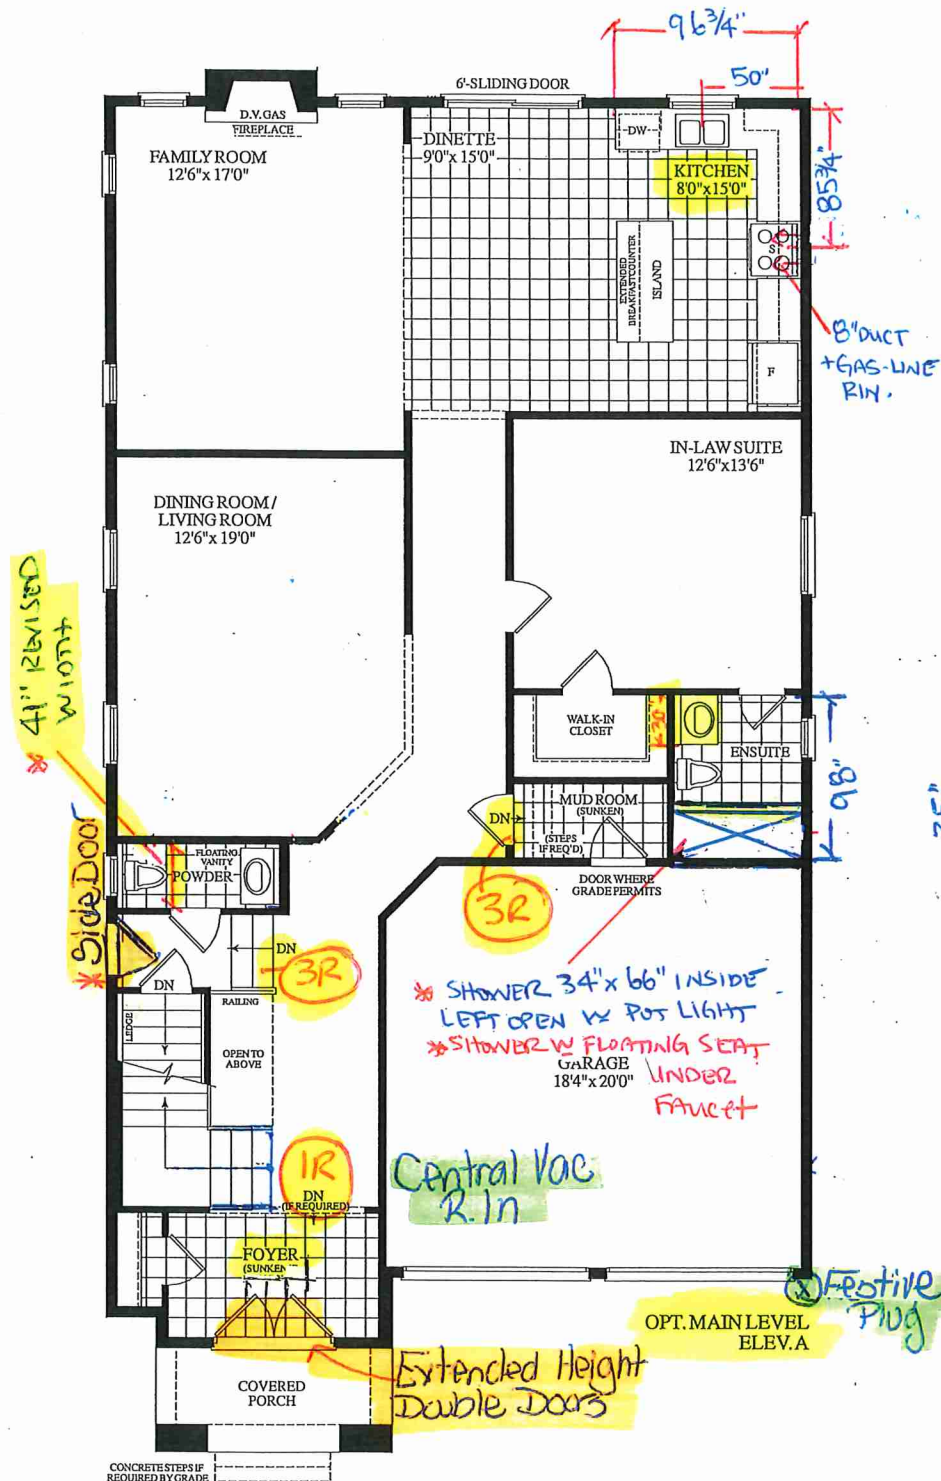 96 3/4"
50"
6'-SLIDING DOOR
D.V. GAS
FIREPLACE
FAMILY ROOM
12'6"x 17'0"
DINETTE
9'0"x 15'0"
DW
KITCHEN
8'0"x15'0"
85 3/4"
S
EXTENDED
BREAKFAST COUNTER
ISLAND
8" DUCT
+ GAS-LINE
R.IN.
F
IN-LAW SUITE
12'6"x13'6"
DINING ROOM /
LIVING ROOM
12'6"x 19'0"
* 41" REVISED
WIDTH
WALK-IN
CLOSET
30"
ENSUITE
98"
35"
MUD ROOM
(SUNKEN)
DN
(STEPS
IF REQ'D)
DOOR WHERE
GRADE PERMITS
3R
FLOATING
VANITY
POWDER
* Side Door
DN
3R
DN
RAILING
LEDGE
OPEN TO
ABOVE
* SHOWER 34" x 66" INSIDE
LEFT OPEN W POT LIGHT
* SHOWER W FLOATING SEAT
UNDER
FAUCET
GARAGE
18'4"x 20'0"
1R
DN
(IF REQUIRED)
Central Vac
R.In
FOYER
(SUNKEN)
X Festive
Plug
OPT. MAIN LEVEL
ELEV. A
Extended Height
Double Doors
COVERED
PORCH
CONCRETE STEPS IF
REQUIRED BY GRADE